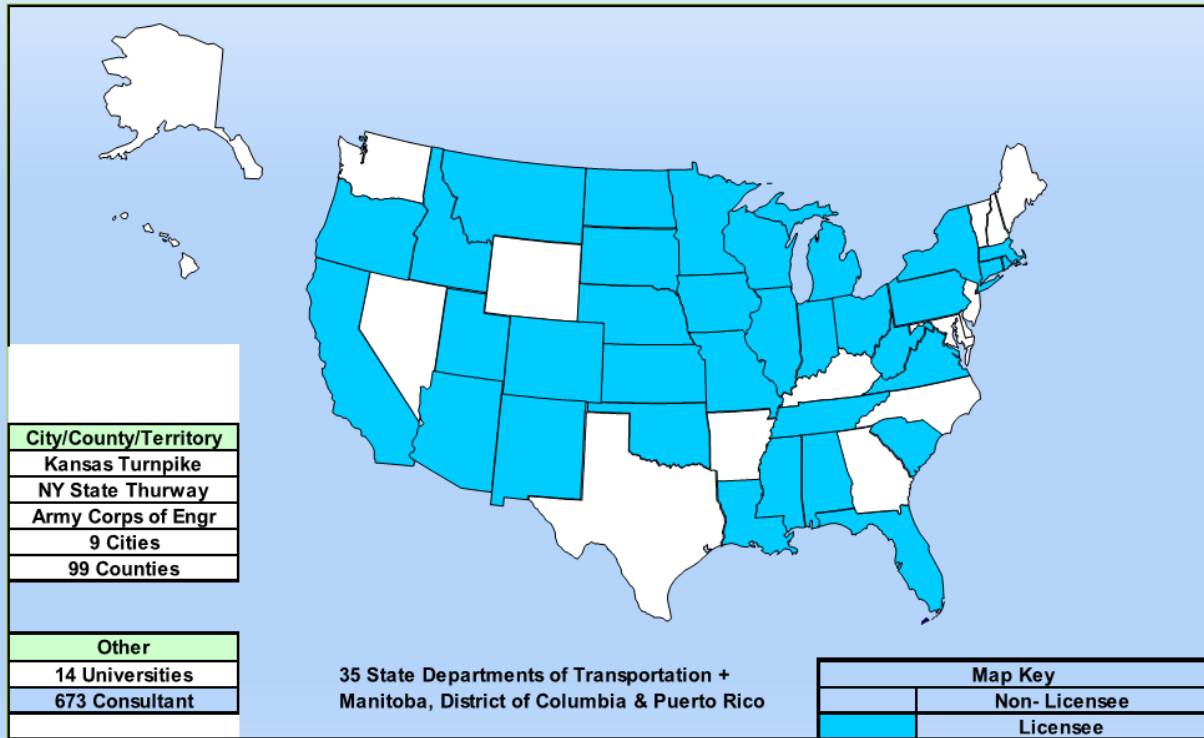 City/County/Territory
Kansas Turnpike
NY State Thurway
Army Corps of Engr
9 Cities
99 Counties
Other
14 Universities
673 Consultant
35 State Departments of Transportation +
Manitoba, District of Columbia & Puerto Rico
Map Key
Non- Licensee
Licensee